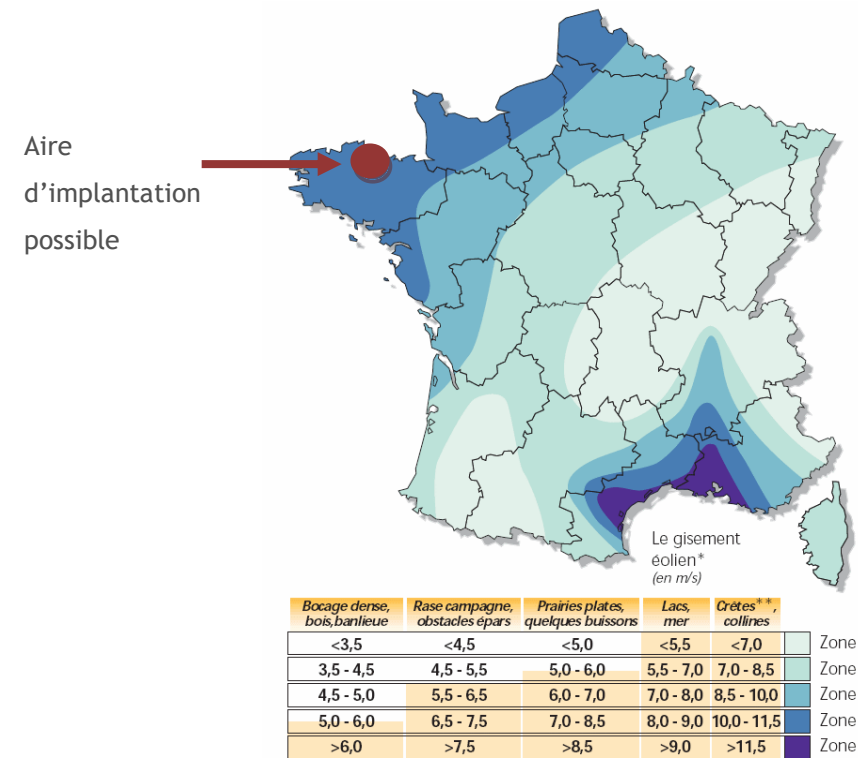 Aire
d’implantation
possible
Le gisement
éolien*
(en m/s)
Bocage dense, Rase campagne, Prairies plates, Lacs, Crêtes**,
bois,banlieue obstacles épars quelques buissons mer collines
<3,5 <4,5 <5,0 <5,5 <7,0 Zone
3,5 - 4,5 4,5 - 5,5 5,0 - 6,0 5,5 - 7,0 7,0 - 8,5 Zone
4,5 - 5,0 5,5 - 6,5 6,0 - 7,0 7,0 - 8,0 8,5 - 10,0 Zone
5,0 - 6,0 6,5 - 7,5 7,0 - 8,5 8,0 - 9,0 10,0 - 11,5 Zone
>6,0 >7,5 >8,5 >9,0 >11,5 Zone